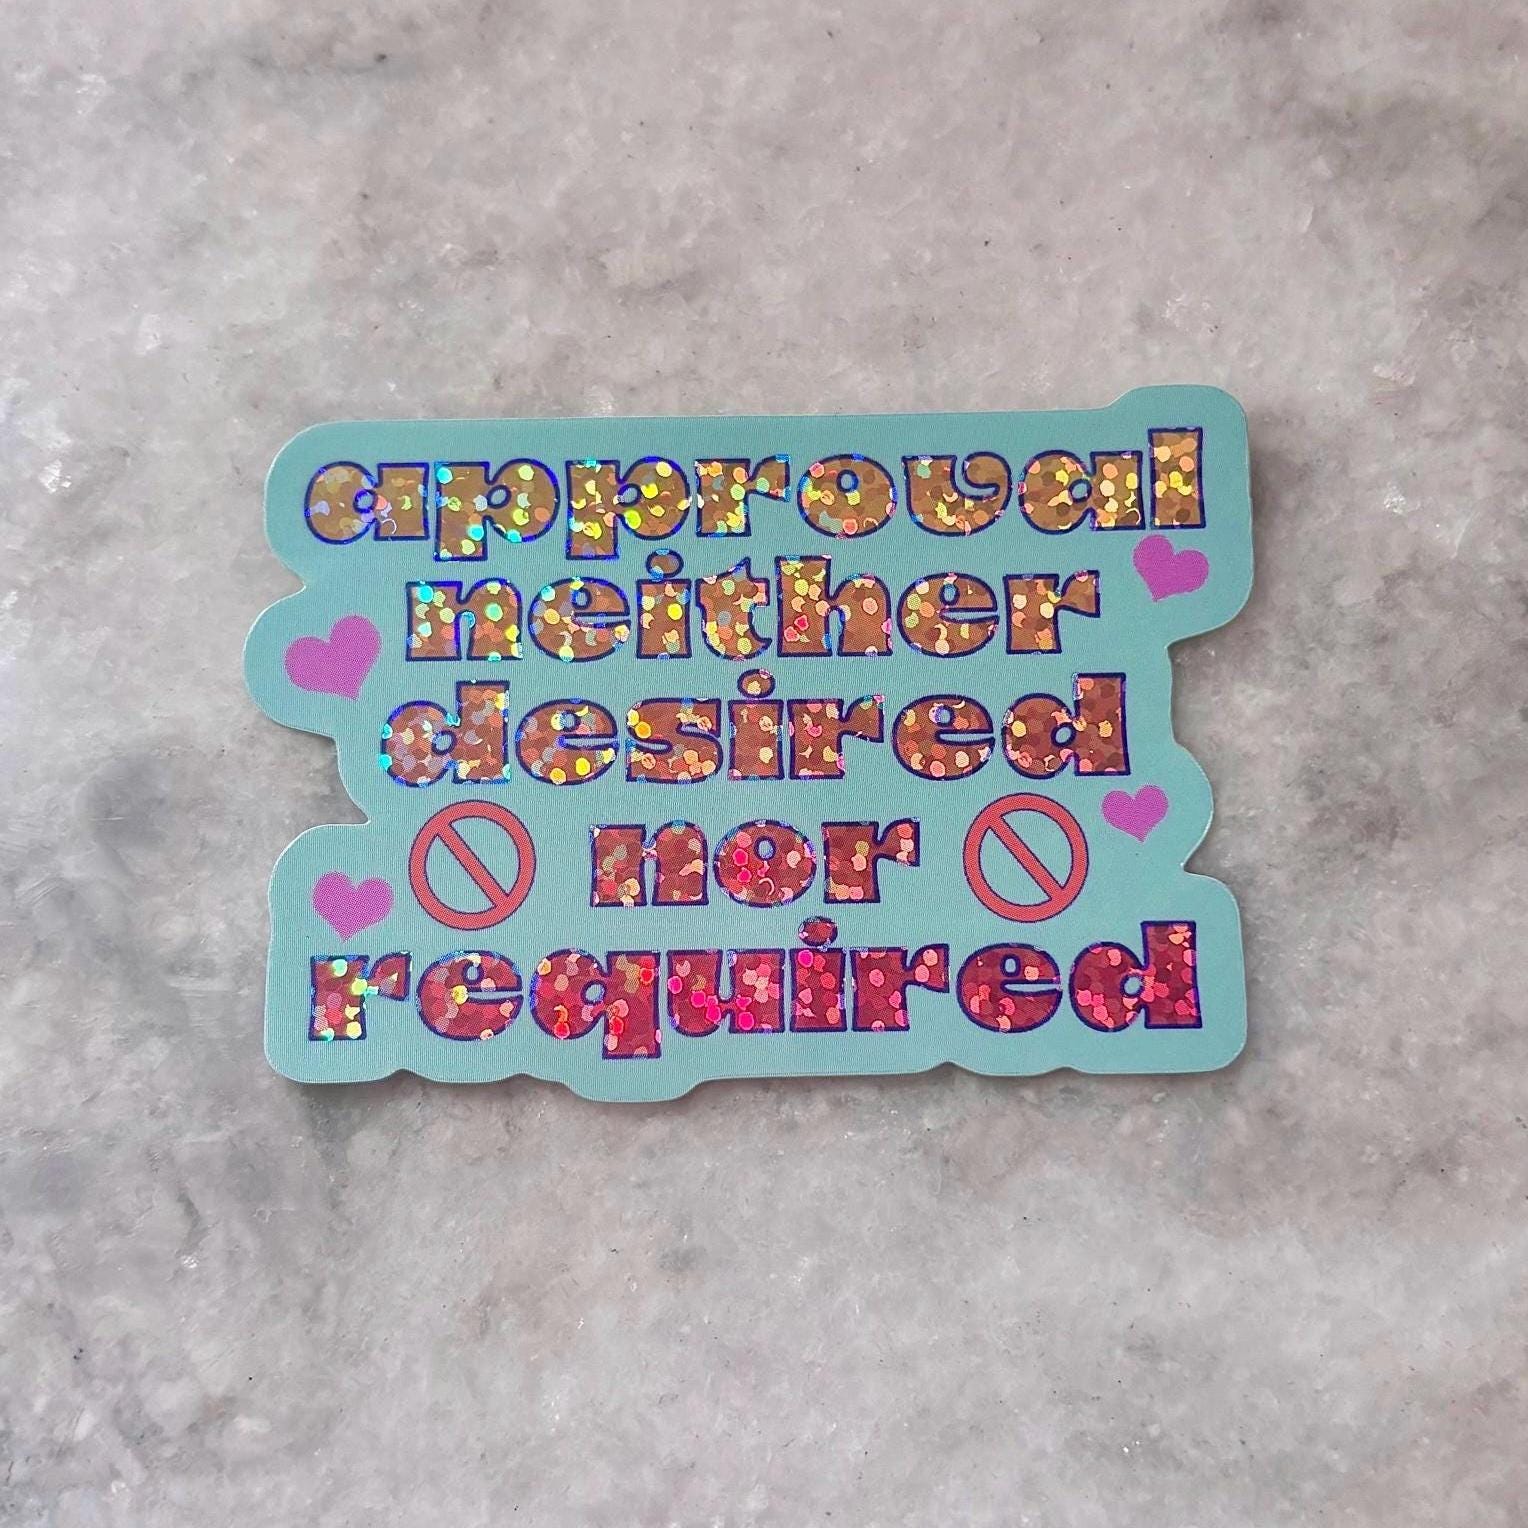 approval
neither
desired
nor
required